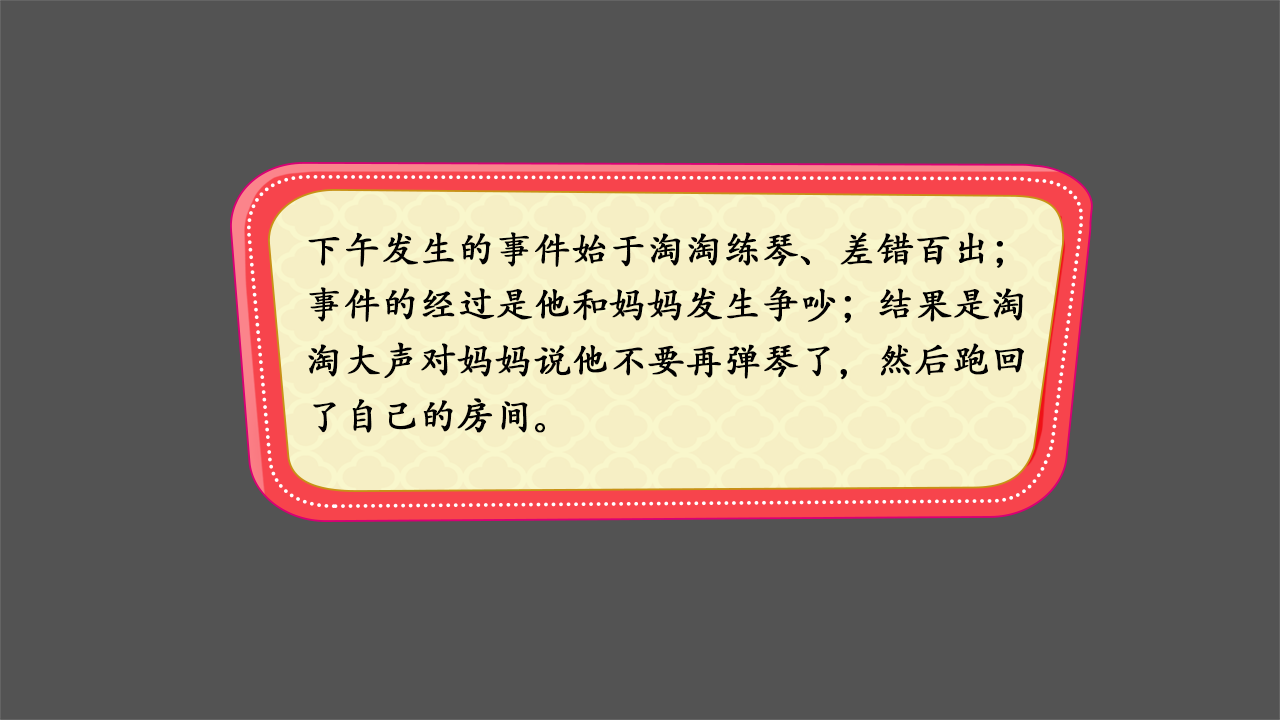 下午发生的事件始于淘淘练琴、差错百出；
事件的经过是他和妈妈发生争吵；结果是淘
淘大声对妈妈说他不要再弹琴了，然后跑回
了自己的房间。